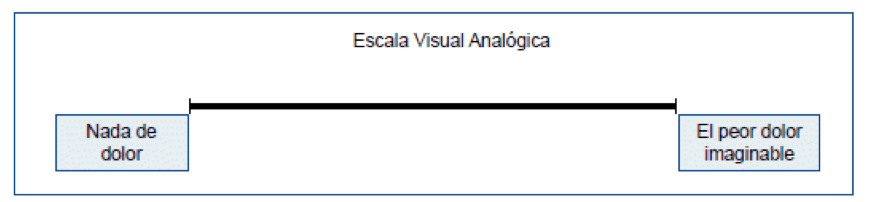 Escala Visual Analógica
Nada de
dolor
El peor dolor
imaginable